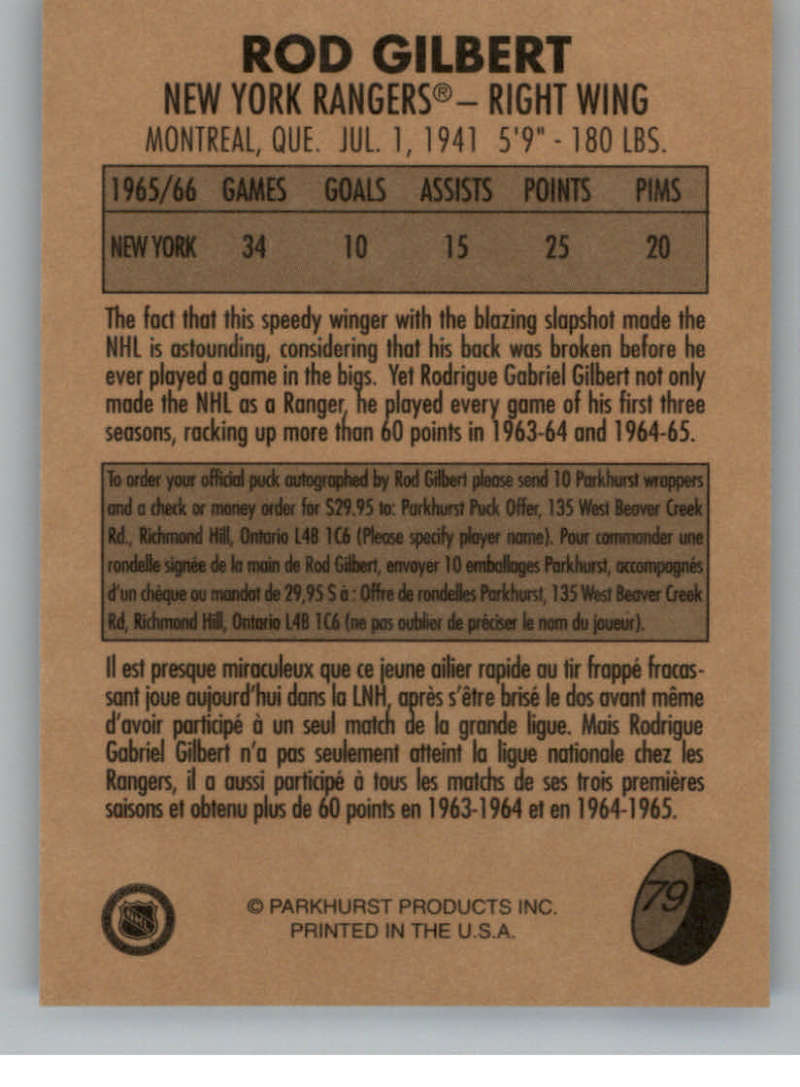 ROD GILBERT
NEW YORK RANGERS® – RIGHT WING
MONTREAL, QUE. JUL. 1, 1941 5'9" - 180 LBS.
1965/66 GAMES GOALS ASSISTS POINTS PIMS
NEW YORK 34 10 15 25 20
The fact that this speedy winger with the blazing slapshot made the
NHL is astounding, considering that his back was broken before he
ever played a game in the bigs. Yet Rodrigue Gabriel Gilbert not only
made the NHL as a Ranger, he played every game of his first three
seasons, racking up more than 60 points in 1963-64 and 1964-65.
To order your official puck autographed by Rod Gilbert please send 10 Parkhurst wrappers
and a check or money order for $29.95 to: Parkhurst Puck Offer, 135 West Beaver Creek
Rd., Richmond Hill, Ontario L4B 1C6 (Please specify player name). Pour commander une
rondelle signée de la main de Rod Gilbert, envoyer 10 emballages Parkhurst, accompagnés
d'un chèque ou mandat de 29,95 $ à : Offre de rondelles Parkhurst, 135 West Beaver Creek
Rd, Richmond Hill, Ontario L4B 1C6 (ne pas oublier de préciser le nom du joueur).
Il est presque miraculeux que ce jeune ailier rapide au tir frappé fracas-
sant joue aujourd'hui dans la LNH, après s'être brisé le dos avant même
d'avoir participé à un seul match de la grande ligue. Mais Rodrigue
Gabriel Gilbert n'a pas seulement atteint la ligue nationale chez les
Rangers, il a aussi participé à tous les matchs de ses trois premières
saisons et obtenu plus de 60 points en 1963-1964 et en 1964-1965.
79
NHL
© PARKHURST PRODUCTS INC.
PRINTED IN THE U.S.A.